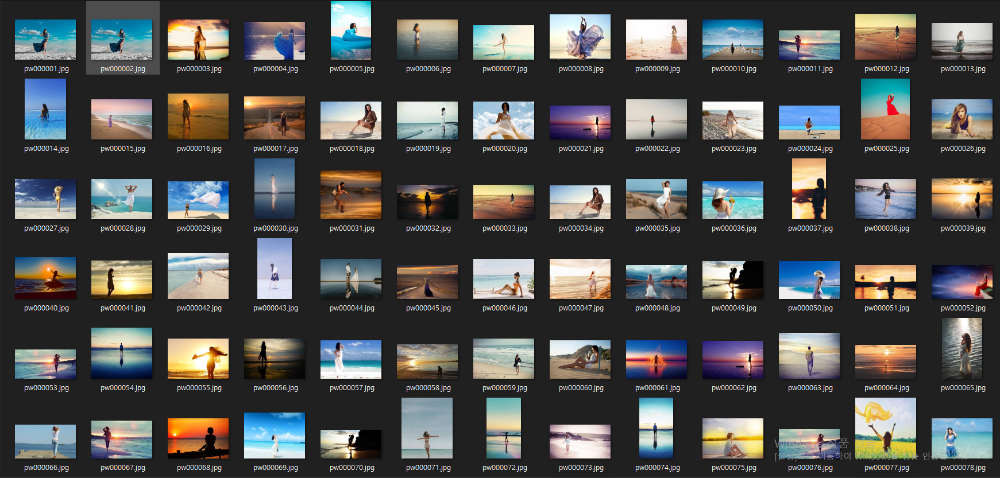 pw000001.jpg pw000002.jpg pw000003.jpg pw000004.jpg pw000005.jpg pw000006.jpg pw000007.jpg pw000008.jpg pw000009.jpg pw000010.jpg pw000011.jpg pw000012.jpg pw000013.jpg
pw000014.jpg pw000015.jpg pw000016.jpg pw000017.jpg pw000018.jpg pw000019.jpg pw000020.jpg pw000021.jpg pw000022.jpg pw000023.jpg pw000024.jpg pw000025.jpg pw000026.jpg
pw000027.jpg pw000028.jpg pw000029.jpg pw000030.jpg pw000031.jpg pw000032.jpg pw000033.jpg pw000034.jpg pw000035.jpg pw000036.jpg pw000037.jpg pw000038.jpg pw000039.jpg
pw000040.jpg pw000041.jpg pw000042.jpg pw000043.jpg pw000044.jpg pw000045.jpg pw000046.jpg pw000047.jpg pw000048.jpg pw000049.jpg pw000050.jpg pw000051.jpg pw000052.jpg
pw000053.jpg pw000054.jpg pw000055.jpg pw000056.jpg pw000057.jpg pw000058.jpg pw000059.jpg pw000060.jpg pw000061.jpg pw000062.jpg pw000063.jpg pw000064.jpg pw000065.jpg
Windows 정품 인증
[설정]으로 이동하여 Windows를 정품 인증합니다.
pw000066.jpg pw000067.jpg pw000068.jpg pw000069.jpg pw000070.jpg pw000071.jpg pw000072.jpg pw000073.jpg pw000074.jpg pw000075.jpg pw000076.jpg pw000077.jpg pw000078.jpg